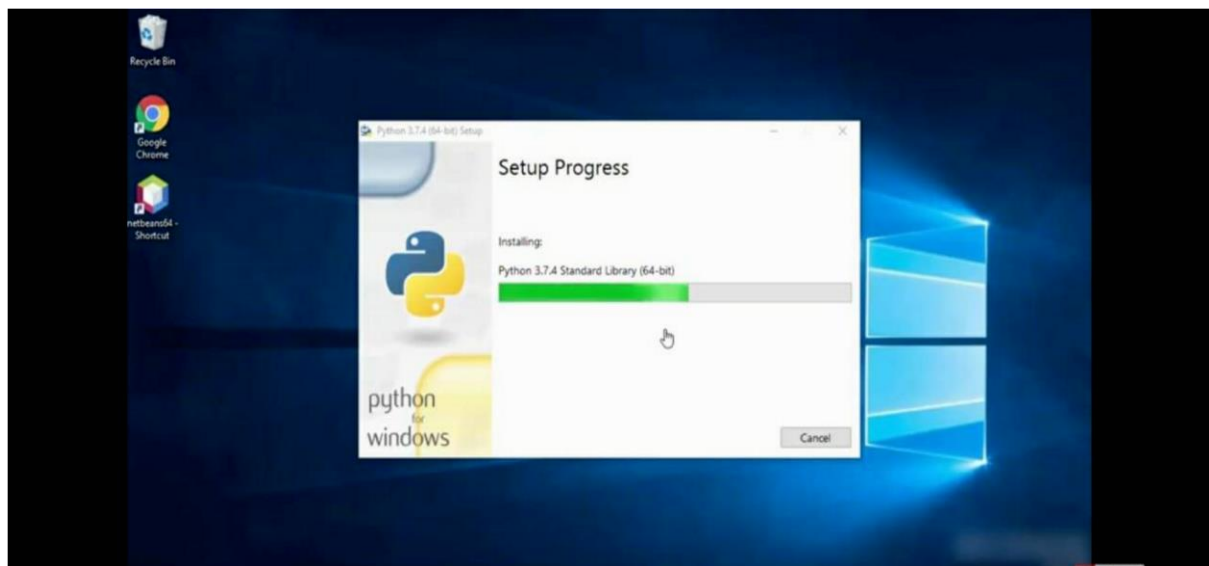 Recycle Bin
Google
Chrome
netbeans64 -
Shortcut
Python 3.7.4 (64-bit) Setup
Setup Progress
Installing:
Python 3.7.4 Standard Library (64-bit)
python
for
windows
Cancel